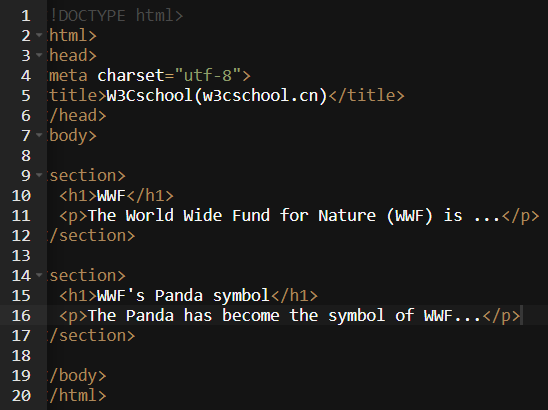 1 !DOCTYPE html>
2 html>
3 head>
4 meta charset="utf-8">
5 title>W3Cschool(w3cschool.cn)</title>
6 /head>
7 body>
8
9 section>
10 <h1>WWF</h1>
11 <p>The World Wide Fund for Nature (WWF) is ...</p>
12 /section>
13
14 section>
15 <h1>WWF's Panda symbol</h1>
16 <p>The Panda has become the symbol of WWF...</p>
17 /section>
18
19 /body>
20 /html>